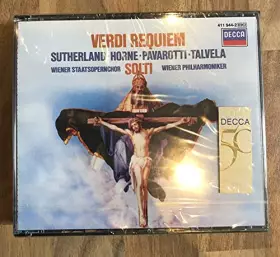 VERDI REQUIEM
DECCA
SUTHERLAND·HORNE·PAVAROTTI·TALVELA
WIENER STAATSOPERNCHOR SOLTI WIENER PHILHARMONIKER
DECCA
50